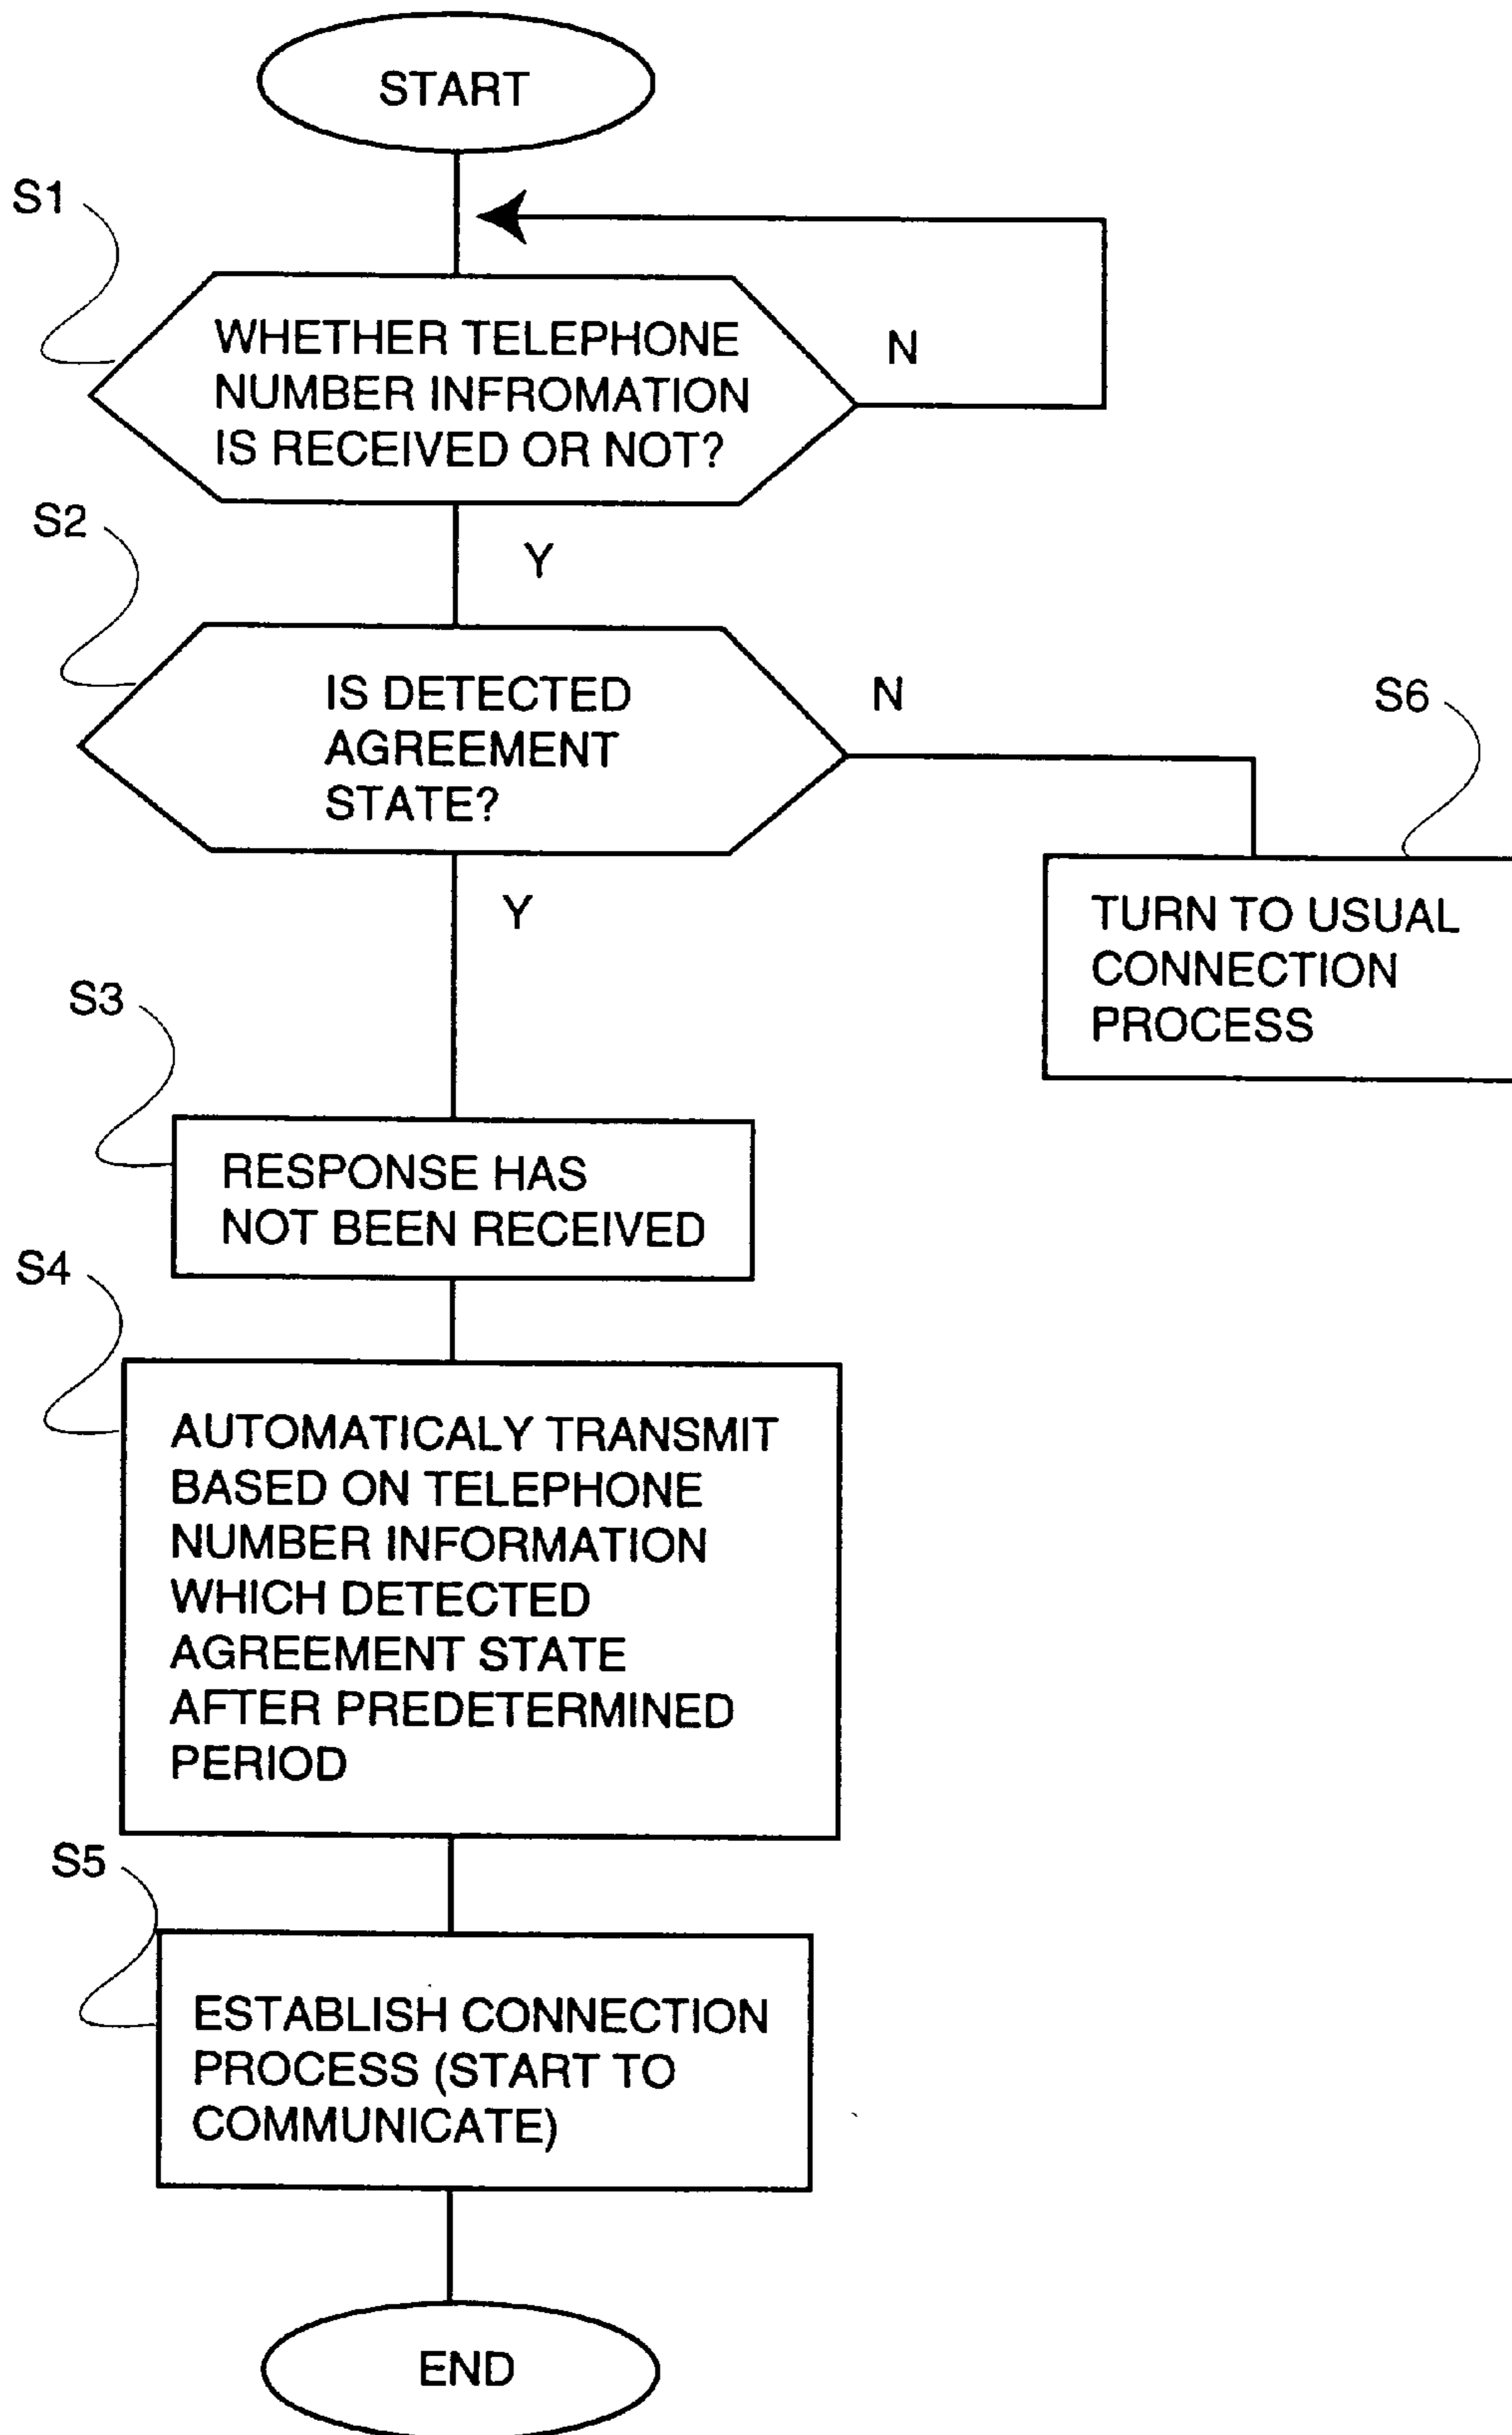 START
S1
WHETHER TELEPHONE
NUMBER INFROMATION
IS RECEIVED OR NOT?
N
S2
Y
IS DETECTED
AGREEMENT
STATE?
N
S6
Y
TURN TO USUAL
CONNECTION
PROCESS
S3
RESPONSE HAS
NOT BEEN RECEIVED
S4
AUTOMATICALY TRANSMIT
BASED ON TELEPHONE
NUMBER INFORMATION
WHICH DETECTED
AGREEMENT STATE
AFTER PREDETERMINED
PERIOD
S5
ESTABLISH CONNECTION
PROCESS (START TO
COMMUNICATE)
END